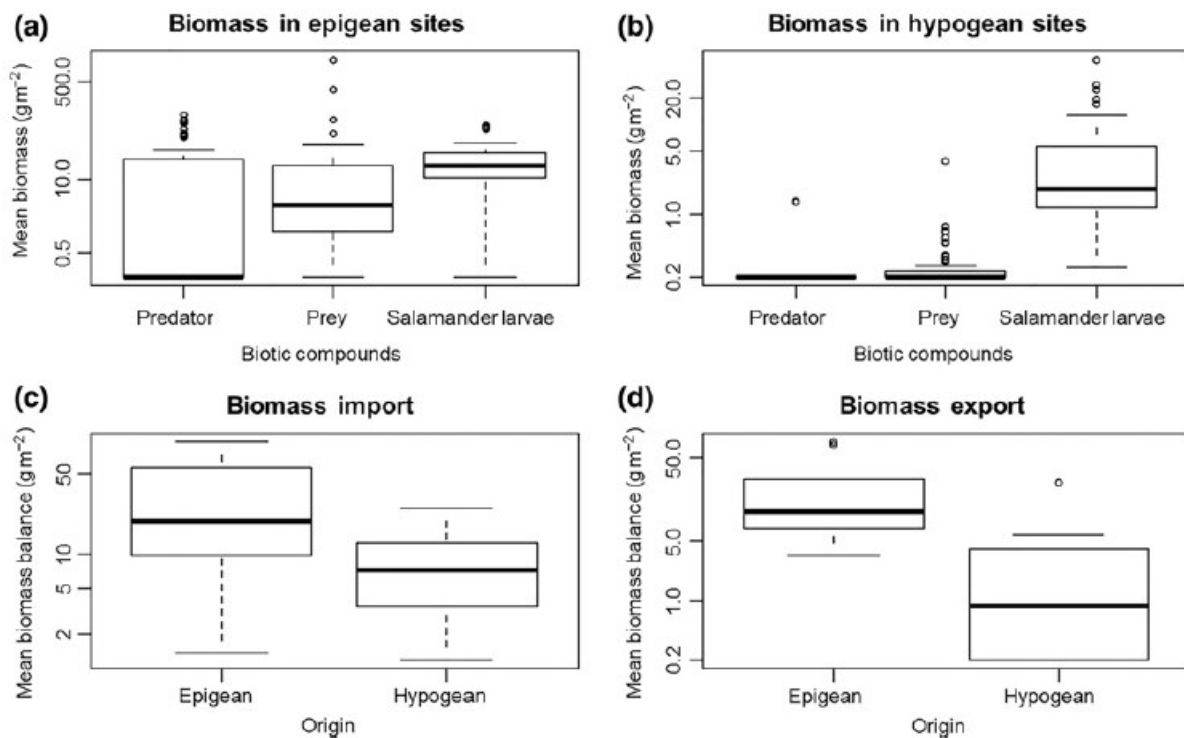 (a) Biomass in epigean sites
Mean biomass (gm⁻²)
500.0
10.0
0.5
Predator Prey Salamander larvae
Biotic compounds
(b) Biomass in hypogean sites
Mean biomass (gm⁻²)
20.0
5.0
1.0
0.2
Predator Prey Salamander larvae
Biotic compounds
(c) Biomass import
Mean biomass balance (gm⁻²)
50
10
5
2
Epigean Hypogean
Origin
(d) Biomass export
Mean biomass balance (gm⁻²)
50.0
5.0
1.0
0.2
Epigean Hypogean
Origin